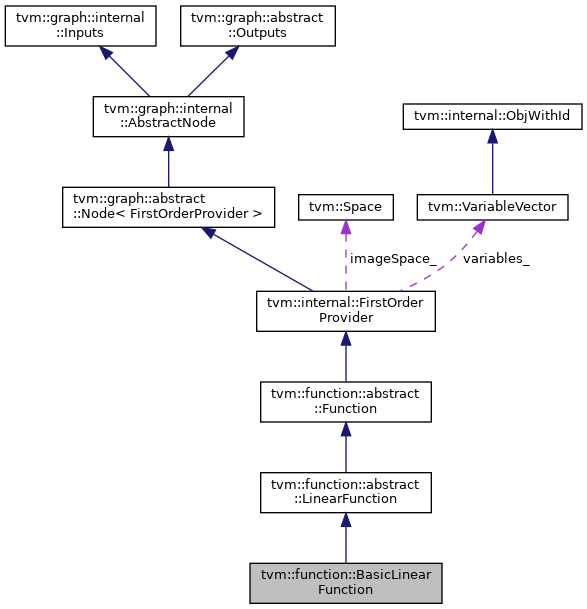 tvm::graph::internal
::Inputs
tvm::graph::abstract
::Outputs
tvm::graph::internal
::AbstractNode
tvm::internal::ObjWithId
tvm::graph::abstract
::Node< FirstOrderProvider >
tvm::Space
tvm::VariableVector
imageSpace_
variables_
tvm::internal::FirstOrder
Provider
tvm::function::abstract
::Function
tvm::function::abstract
::LinearFunction
tvm::function::BasicLinear
Function